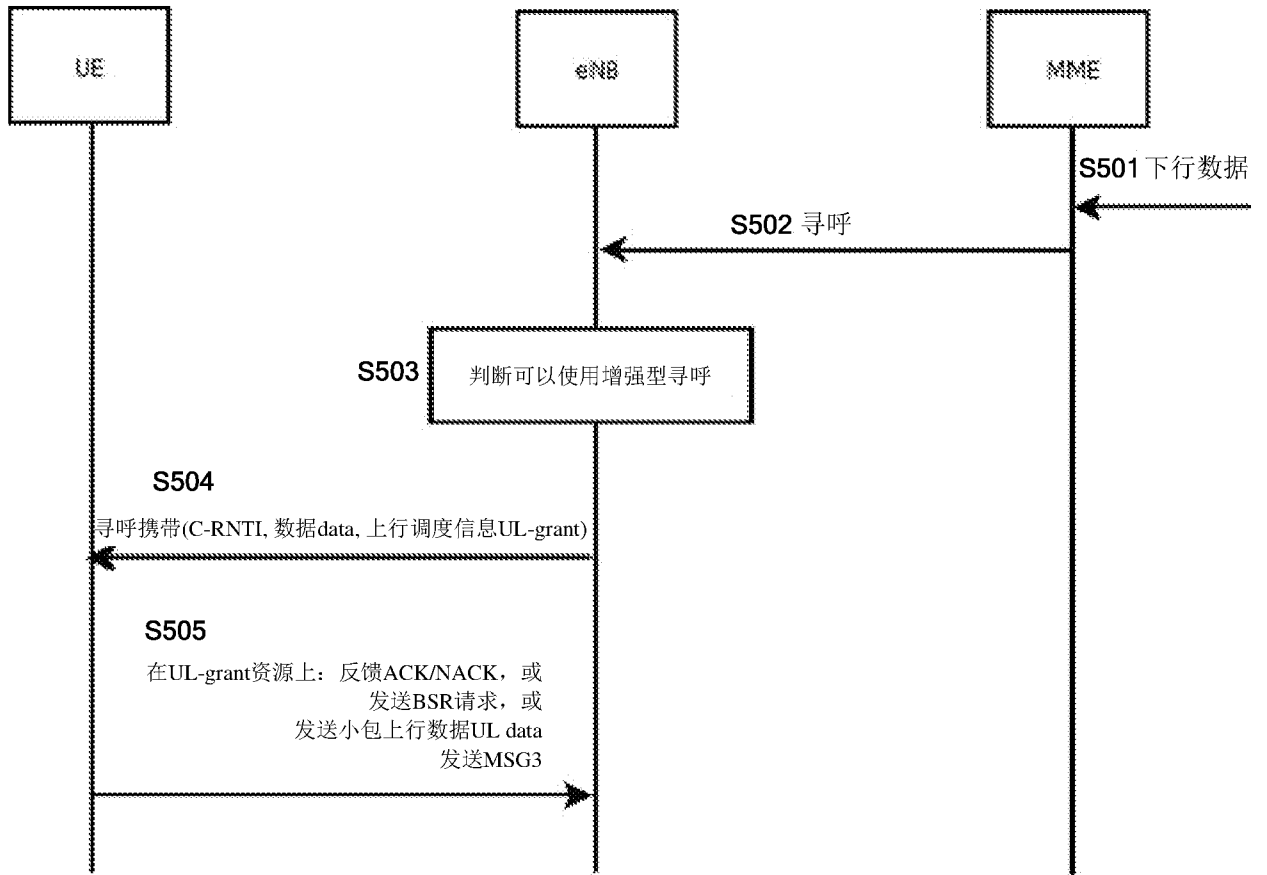 UE
eNB
MME
S501 下行数据
S502 寻呼
S503
判断可以使用增强型寻呼
S504
寻呼携带(C-RNTI, 数据data, 上行调度信息UL-grant)
S505
在UL-grant资源上：反馈ACK/NACK，或
发送BSR请求，或
发送小包上行数据UL data
发送MSG3